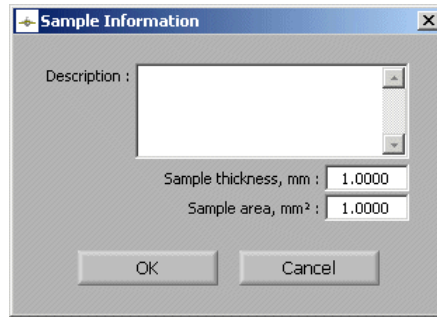 Sample Information
Description :
Sample thickness, mm : 1.0000
Sample area, mm² : 1.0000
OK Cancel